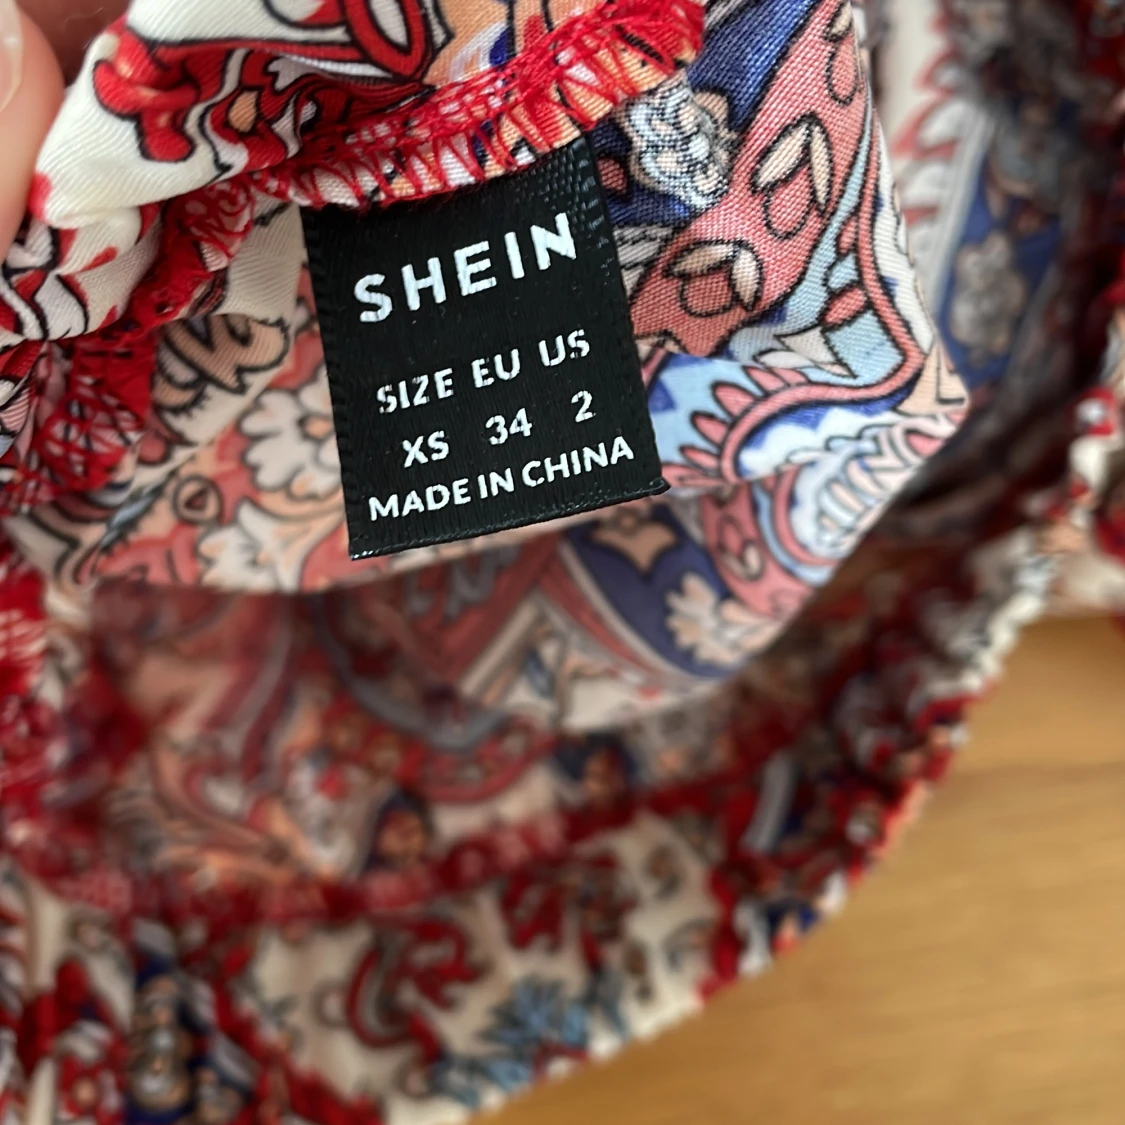 SHEIN
SIZE EU US
XS 34 2
MADE IN CHINA